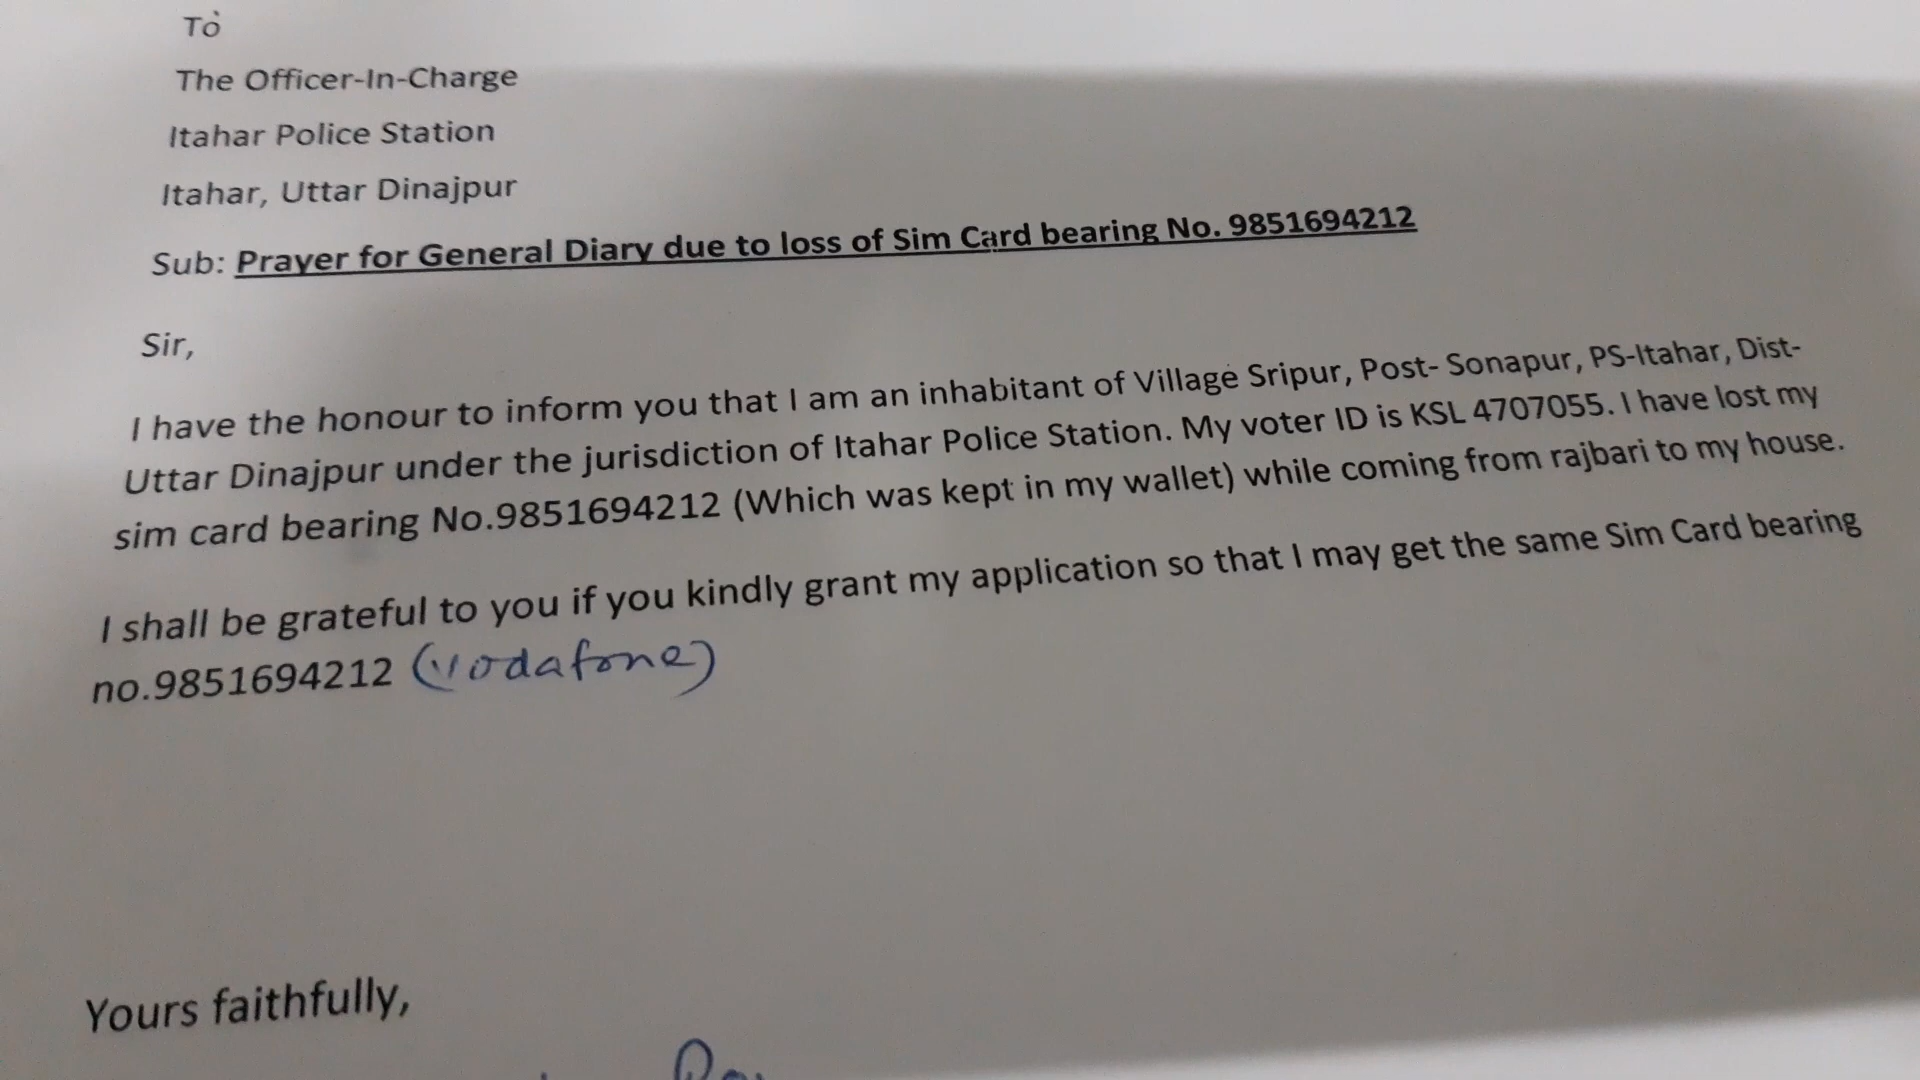 To
The Officer-In-Charge
Itahar Police Station
Itahar, Uttar Dinajpur
Sub: Prayer for General Diary due to loss of Sim Card bearing No. 9851694212
Sir,
I have the honour to inform you that I am an inhabitant of Village Sripur, Post- Sonapur, PS-Itahar, Dist-
Uttar Dinajpur under the jurisdiction of Itahar Police Station. My voter ID is KSL 4707055. I have lost my
sim card bearing No.9851694212 (Which was kept in my wallet) while coming from rajbari to my house.
I shall be grateful to you if you kindly grant my application so that I may get the same Sim Card bearing
no.9851694212 (vodafone)
Yours faithfully,